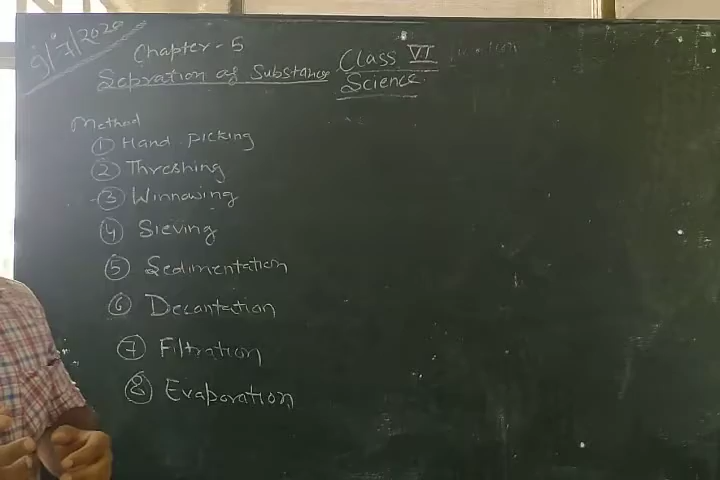 9/7/2020
Chapter-5
Sepration of Substance
Class VI
Science
Method
① Hand picking
② Threshing
③ Winnowing
④ Sieving
⑤ Sedimentation
⑥ Decantation
⑦ Filtration
⑧ Evaporation